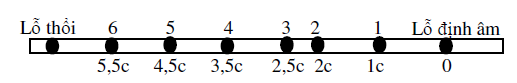 Lỗ thổi 6 5 4 3 2 1 Lỗ định âm
5,5c 4,5c 3,5c 2,5c 2c 1c 0